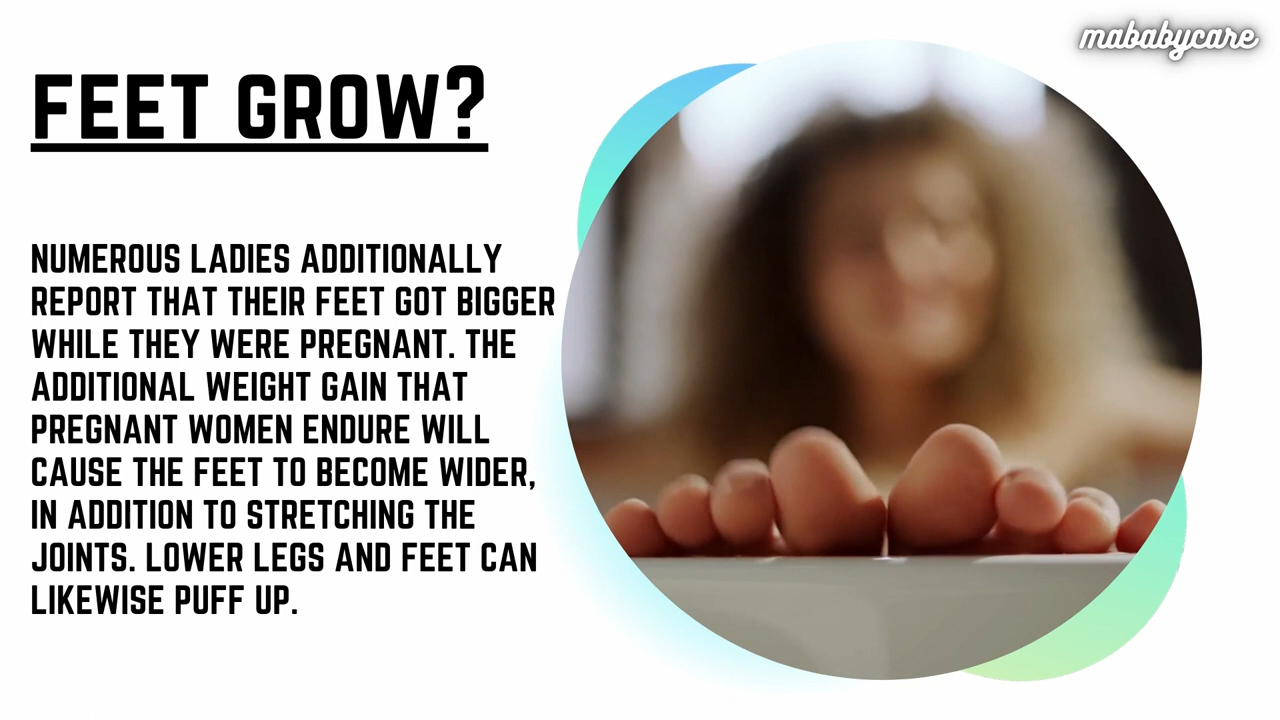 mababycare
FEET GROW?
NUMEROUS LADIES ADDITIONALLY
REPORT THAT THEIR FEET GOT BIGGER
WHILE THEY WERE PREGNANT. THE
ADDITIONAL WEIGHT GAIN THAT
PREGNANT WOMEN ENDURE WILL
CAUSE THE FEET TO BECOME WIDER,
IN ADDITION TO STRETCHING THE
JOINTS. LOWER LEGS AND FEET CAN
LIKEWISE PUFF UP.